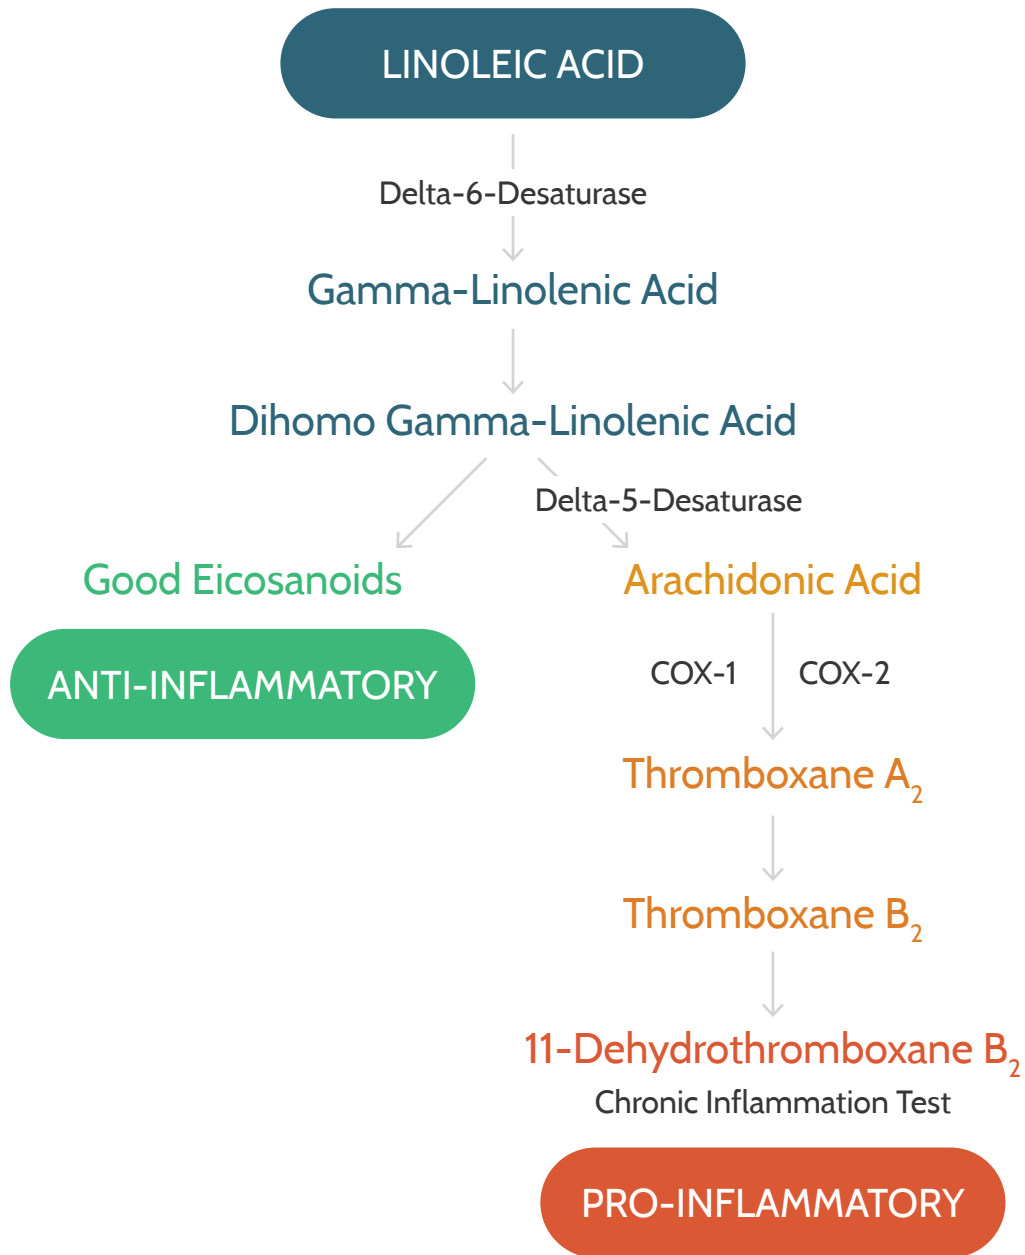 LINOLEIC ACID
Delta-6-Desaturase
Gamma-Linolenic Acid
Dihomo Gamma-Linolenic Acid
Delta-5-Desaturase
Good Eicosanoids
Arachidonic Acid
ANTI-INFLAMMATORY
COX-1 COX-2
Thromboxane A₂
Thromboxane B₂
11-Dehydrothromboxane B₂
Chronic Inflammation Test
PRO-INFLAMMATORY